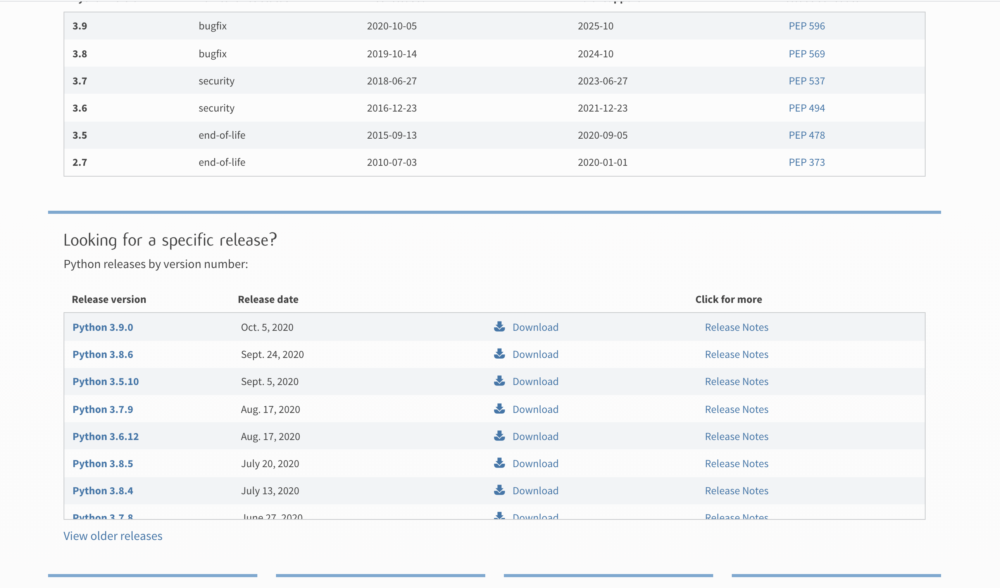 3.9 bugfix 2020-10-05 2025-10 PEP 596
3.8 bugfix 2019-10-14 2024-10 PEP 569
3.7 security 2018-06-27 2023-06-27 PEP 537
3.6 security 2016-12-23 2021-12-23 PEP 494
3.5 end-of-life 2015-09-13 2020-09-05 PEP 478
2.7 end-of-life 2010-07-03 2020-01-01 PEP 373
Looking for a specific release?
Python releases by version number:
Release version Release date Click for more
Python 3.9.0 Oct. 5, 2020 Download Release Notes
Python 3.8.6 Sept. 24, 2020 Download Release Notes
Python 3.5.10 Sept. 5, 2020 Download Release Notes
Python 3.7.9 Aug. 17, 2020 Download Release Notes
Python 3.6.12 Aug. 17, 2020 Download Release Notes
Python 3.8.5 July 20, 2020 Download Release Notes
Python 3.8.4 July 13, 2020 Download Release Notes
Python 3.7.8 June 27, 2020 Download Release Notes
View older releases